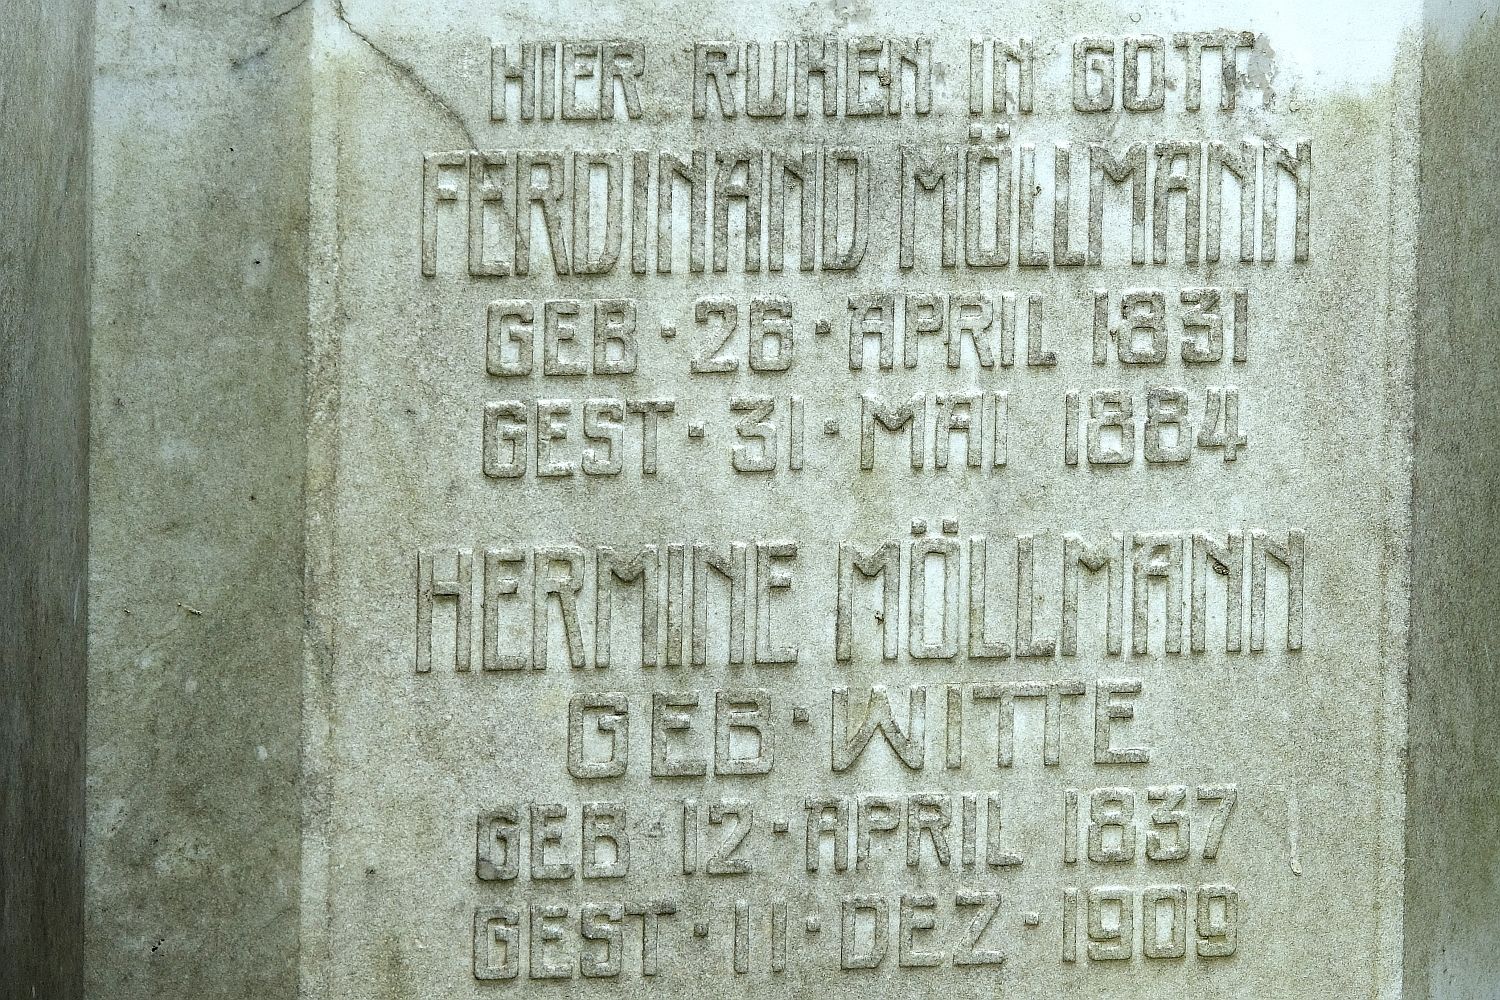 HIER RUHEN IN GOTT
FERDINAND MÖLLMANN
GEB·26·APRIL 1831
GEST·31·MAI 1884
HERMINE MÖLLMANN
GEB·WITTE
GEB 12·APRIL 1837
GEST·11·DEZ·1909